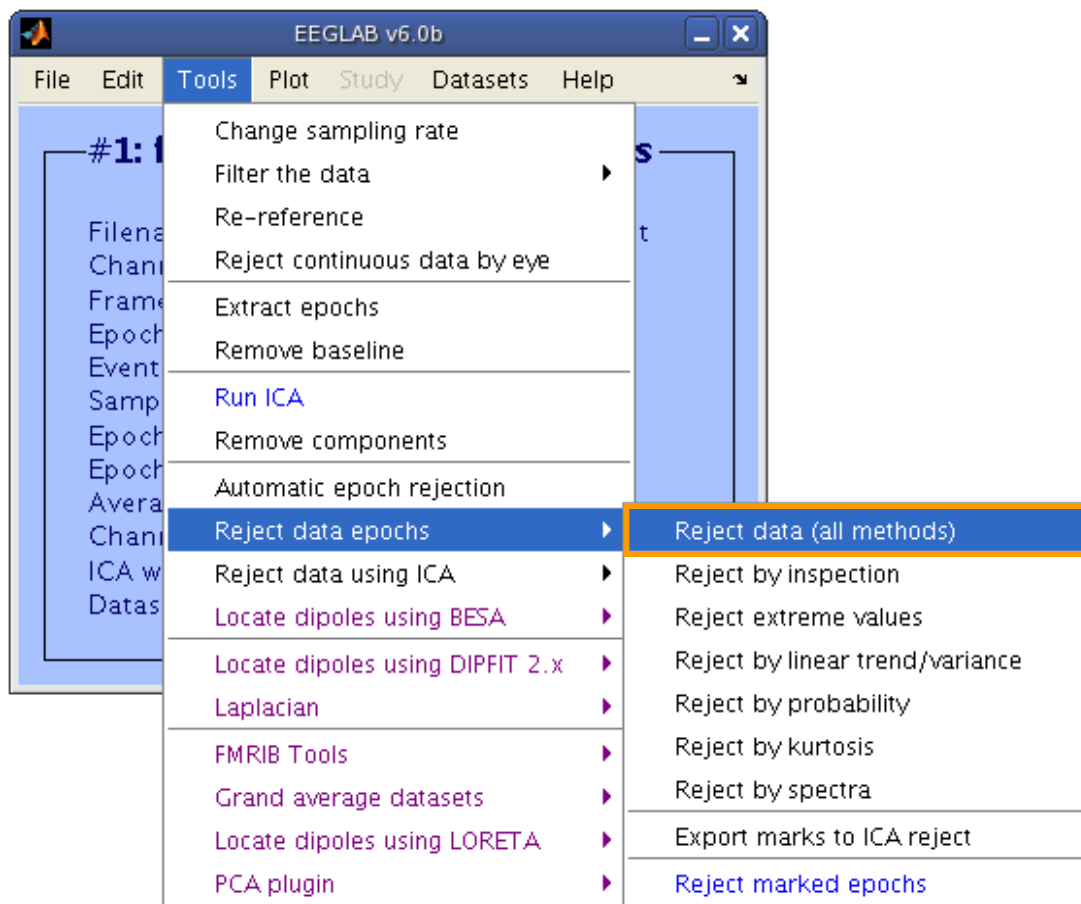 EEGLAB v6.0b
File Edit Tools Plot Study Datasets Help
#1:
Change sampling rate
Filter the data
Re-reference
Reject continuous data by eye
Extract epochs
Remove baseline
Run ICA
Remove components
Automatic epoch rejection
Reject data epochs
Reject data using ICA
Locate dipoles using BESA
Locate dipoles using DIPFIT 2.x
Laplacian
FMRIB Tools
Grand average datasets
Locate dipoles using LORETA
PCA plugin
Reject data (all methods)
Reject by inspection
Reject extreme values
Reject by linear trend/variance
Reject by probability
Reject by kurtosis
Reject by spectra
Export marks to ICA reject
Reject marked epochs